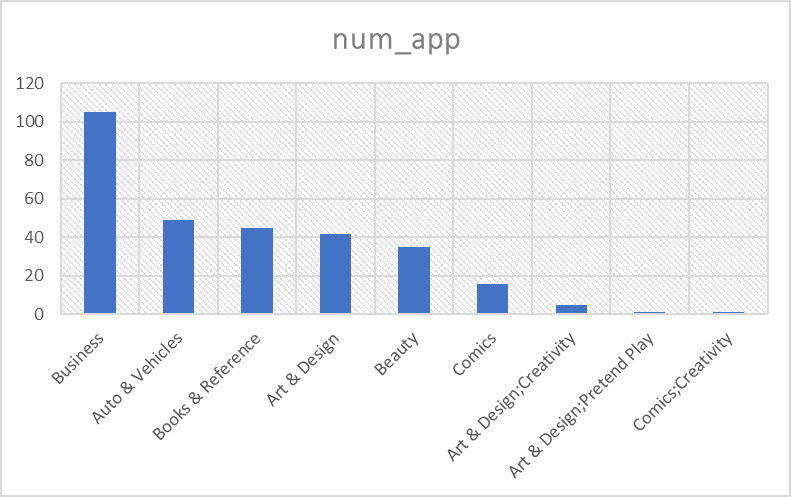 num_app
120
100
80
60
40
20
0
Business
Auto & Vehicles
Books & Reference
Art & Design
Beauty
Comics
Art & Design;Creativity
Art & Design;Pretend Play
Comics;Creativity